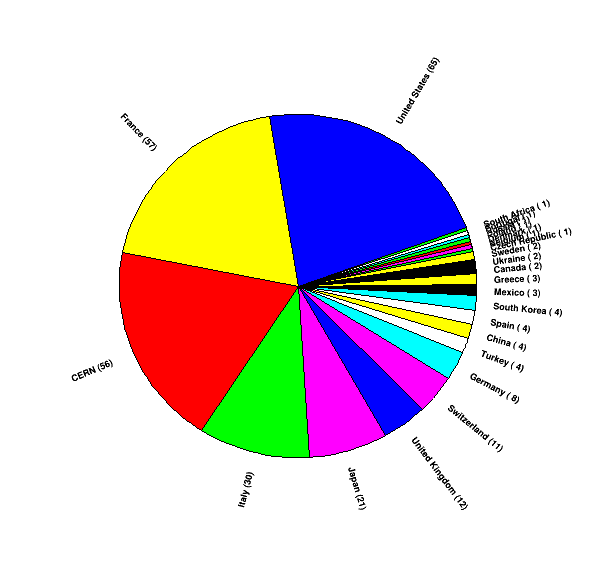 United States (65)
France (57)
CERN (56)
Italy (30)
Japan (21)
United Kingdom (12)
Switzerland (11)
Germany ( 8)
Turkey ( 4)
China ( 4)
Spain ( 4)
South Korea ( 4)
Mexico ( 3)
Greece ( 3)
Canada ( 2)
Ukraine ( 2)
Sweden ( 2)
Czech Republic ( 1)
South Africa ( 1)